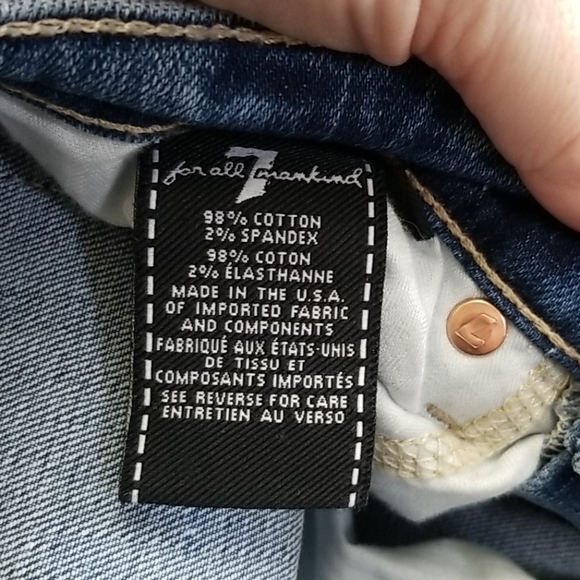 for all 7 mankind
98% COTTON
2% SPANDEX
98% COTON
2% ÉLASTHANNE
MADE IN THE U.S.A.
OF IMPORTED FABRIC
AND COMPONENTS
FABRIQUÉ AUX ÉTATS-UNIS
DE TISSU ET
COMPOSANTS IMPORTÉS
SEE REVERSE FOR CARE
ENTRETIEN AU VERSO
7